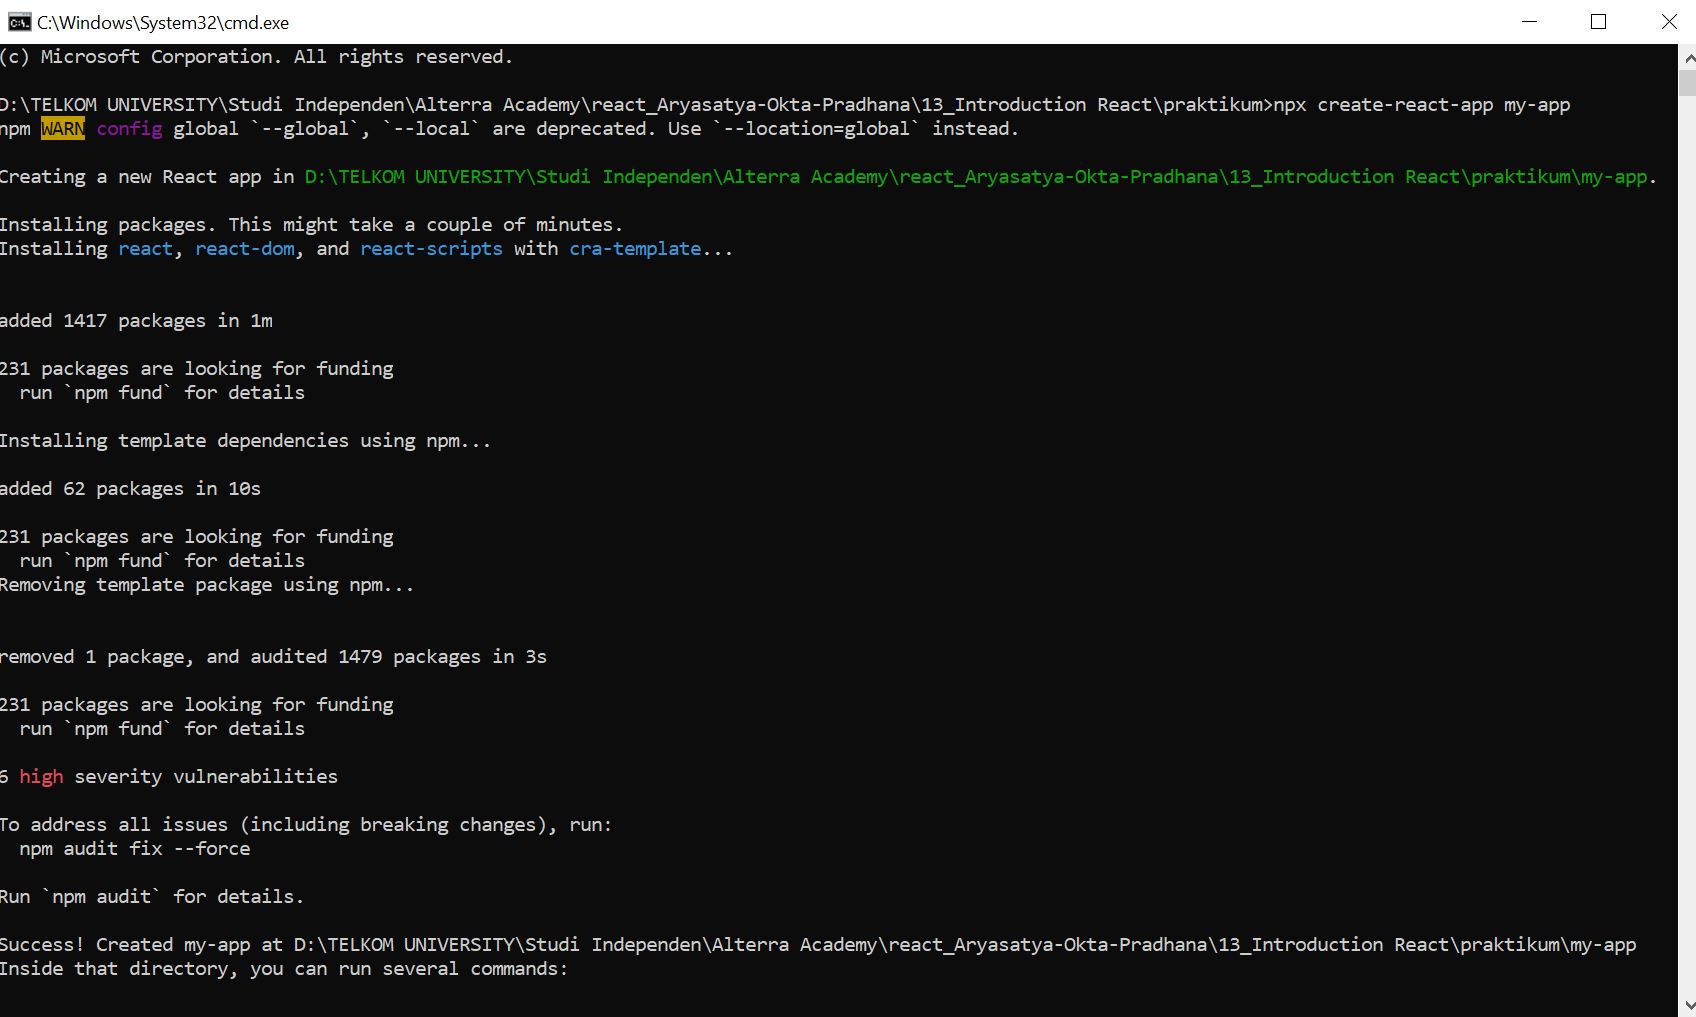 C:\Windows\System32\cmd.exe
(c) Microsoft Corporation. All rights reserved.
D:\TELKOM UNIVERSITY\Studi Independen\Alterra Academy\react_Aryasatya-Okta-Pradhana\13_Introduction React\praktikum>npx create-react-app my-app
npm WARN config global `--global`, `--local` are deprecated. Use `--location=global` instead.
Creating a new React app in D:\TELKOM UNIVERSITY\Studi Independen\Alterra Academy\react_Aryasatya-Okta-Pradhana\13_Introduction React\praktikum\my-app.
Installing packages. This might take a couple of minutes.
Installing react, react-dom, and react-scripts with cra-template...
added 1417 packages in 1m
231 packages are looking for funding
  run `npm fund` for details
Installing template dependencies using npm...
added 62 packages in 10s
231 packages are looking for funding
  run `npm fund` for details
Removing template package using npm...
removed 1 package, and audited 1479 packages in 3s
231 packages are looking for funding
  run `npm fund` for details
6 high severity vulnerabilities
To address all issues (including breaking changes), run:
  npm audit fix --force
Run `npm audit` for details.
Success! Created my-app at D:\TELKOM UNIVERSITY\Studi Independen\Alterra Academy\react_Aryasatya-Okta-Pradhana\13_Introduction React\praktikum\my-app
Inside that directory, you can run several commands: